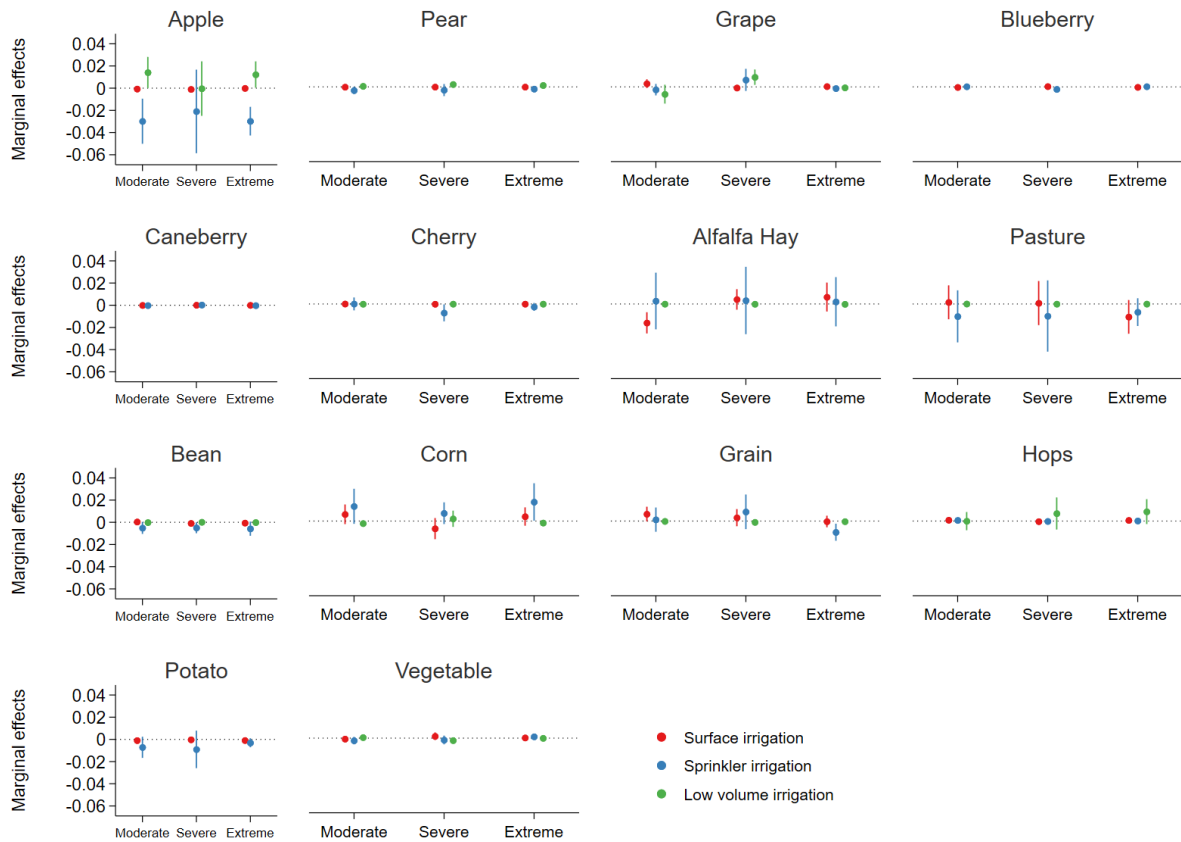 Apple Pear Grape Blueberry
Marginal effects
0.04
0.02
0
-0.02
-0.04
-0.06
Moderate Severe Extreme Moderate Severe Extreme Moderate Severe Extreme Moderate Severe Extreme
Caneberry Cherry Alfalfa Hay Pasture
Marginal effects
0.04
0.02
0
-0.02
-0.04
-0.06
Moderate Severe Extreme Moderate Severe Extreme Moderate Severe Extreme Moderate Severe Extreme
Bean Corn Grain Hops
Marginal effects
0.04
0.02
0
-0.02
-0.04
-0.06
Moderate Severe Extreme Moderate Severe Extreme Moderate Severe Extreme Moderate Severe Extreme
Potato Vegetable
Marginal effects
0.04
0.02
0
-0.02
-0.04
-0.06
Moderate Severe Extreme Moderate Severe Extreme
Surface irrigation
Sprinkler irrigation
Low volume irrigation